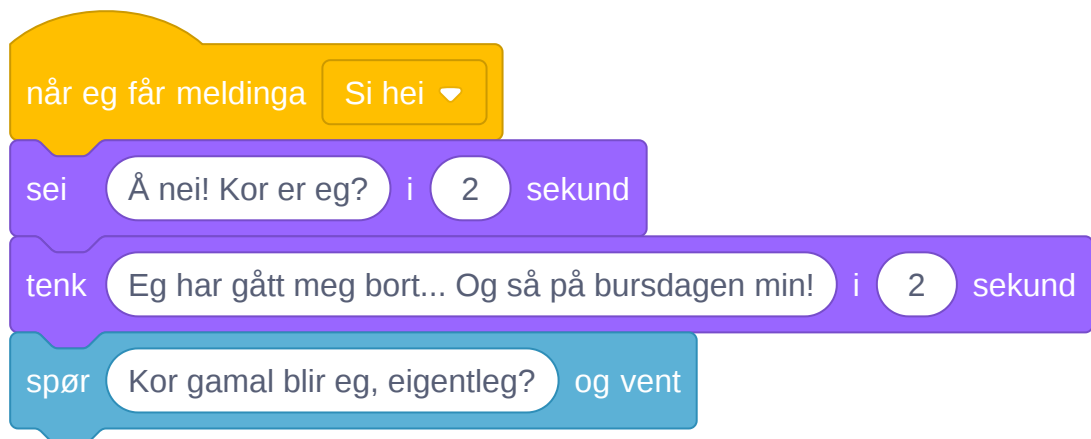 når eg får meldinga Si hei
sei Å nei! Kor er eg? i 2 sekund
tenk Eg har gått meg bort... Og så på bursdagen min! i 2 sekund
spør Kor gamal blir eg, eigentleg? og vent